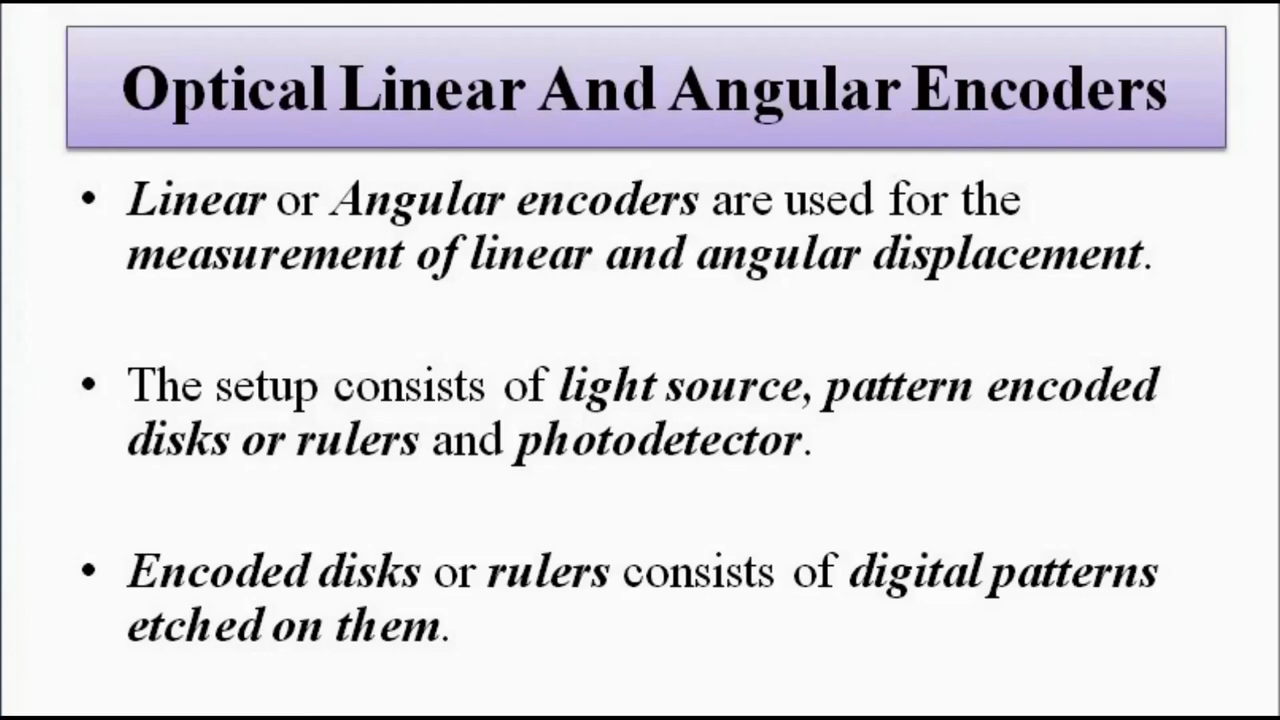 Optical Linear And Angular Encoders
• Linear or Angular encoders are used for the
measurement of linear and angular displacement.
• The setup consists of light source, pattern encoded
disks or rulers and photodetector.
• Encoded disks or rulers consists of digital patterns
etched on them.